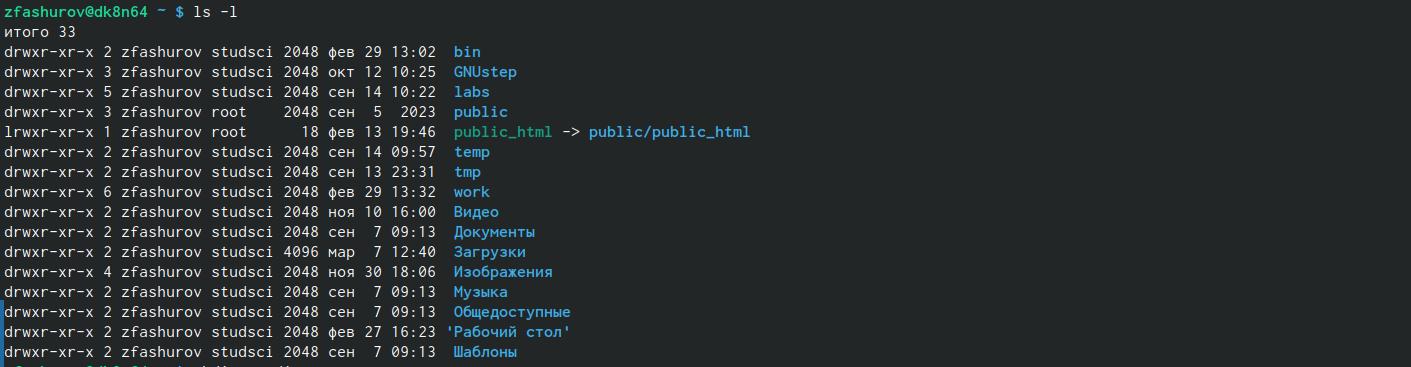 zfashurov@dk8n64 ~ $ ls -l
итого 33
drwxr-xr-x 2 zfashurov studsci 2048 фев 29 13:02  bin
drwxr-xr-x 3 zfashurov studsci 2048 окт 12 10:25  GNUstep
drwxr-xr-x 5 zfashurov studsci 2048 сен 14 10:22  labs
drwxr-xr-x 3 zfashurov root    2048 сен  5  2023  public
lrwxr-xr-x 1 zfashurov root      18 фев 13 19:46  public_html -> public/public_html
drwxr-xr-x 2 zfashurov studsci 2048 сен 14 09:57  temp
drwxr-xr-x 2 zfashurov studsci 2048 сен 13 23:31  tmp
drwxr-xr-x 6 zfashurov studsci 2048 фев 29 13:32  work
drwxr-xr-x 2 zfashurov studsci 2048 ноя 10 16:00  Видео
drwxr-xr-x 2 zfashurov studsci 2048 сен  7 09:13  Документы
drwxr-xr-x 2 zfashurov studsci 4096 мар  7 12:40  Загрузки
drwxr-xr-x 4 zfashurov studsci 2048 ноя 30 18:06  Изображения
drwxr-xr-x 2 zfashurov studsci 2048 сен  7 09:13  Музыка
drwxr-xr-x 2 zfashurov studsci 2048 сен  7 09:13  Общедоступные
drwxr-xr-x 2 zfashurov studsci 2048 фев 27 16:23 'Рабочий стол'
drwxr-xr-x 2 zfashurov studsci 2048 сен  7 09:13  Шаблоны